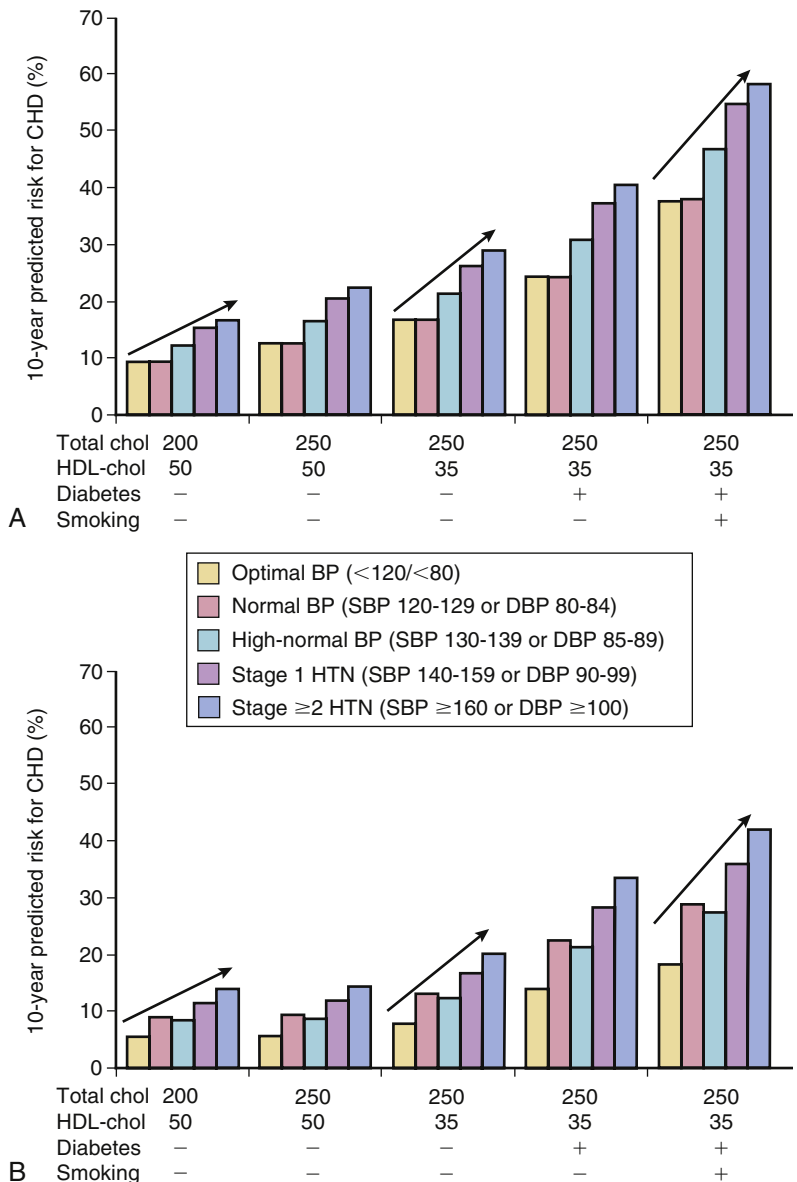 70
60
50
40
30
20
10
0
10-year predicted risk for CHD (%)
Total chol 200 250 250 250 250
HDL-chol 50 50 35 35 35
Diabetes − − − + +
A Smoking − − − − +
Optimal BP (<120/<80)
Normal BP (SBP 120-129 or DBP 80-84)
High-normal BP (SBP 130-139 or DBP 85-89)
Stage 1 HTN (SBP 140-159 or DBP 90-99)
Stage ≥2 HTN (SBP ≥160 or DBP ≥100)
70
60
50
40
30
20
10
0
10-year predicted risk for CHD (%)
Total chol 200 250 250 250 250
HDL-chol 50 50 35 35 35
Diabetes − − − + +
B Smoking − − − − +